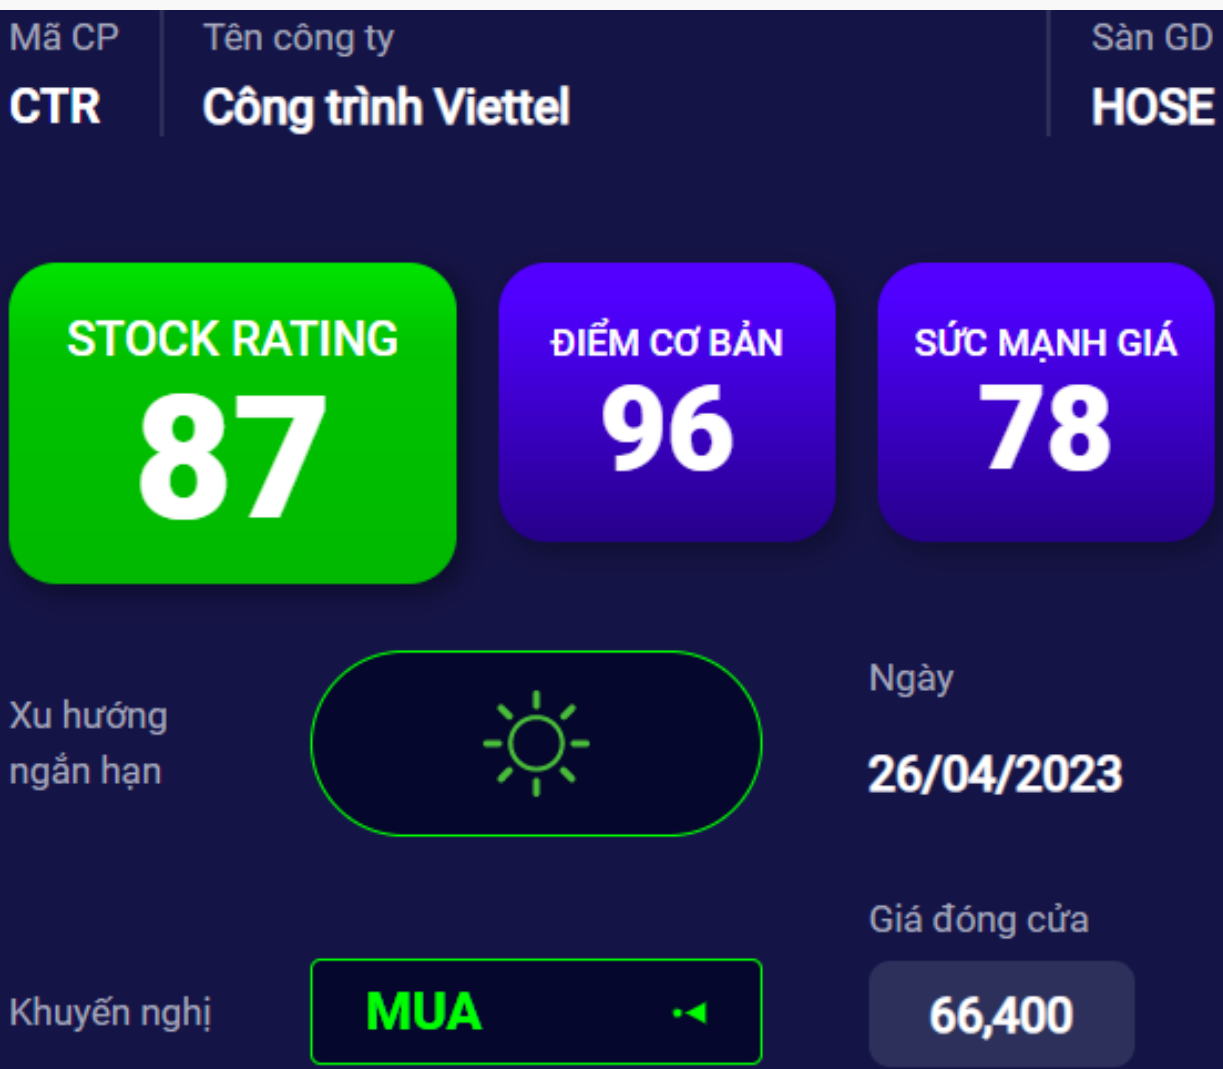 Mã CP
Tên công ty
Sàn GD
CTR
Công trình Viettel
HOSE
STOCK RATING
87
ĐIỂM CƠ BẢN
96
SỨC MẠNH GIÁ
78
Xu hướng
ngắn hạn
Ngày
26/04/2023
Khuyến nghị
MUA
Giá đóng cửa
66,400